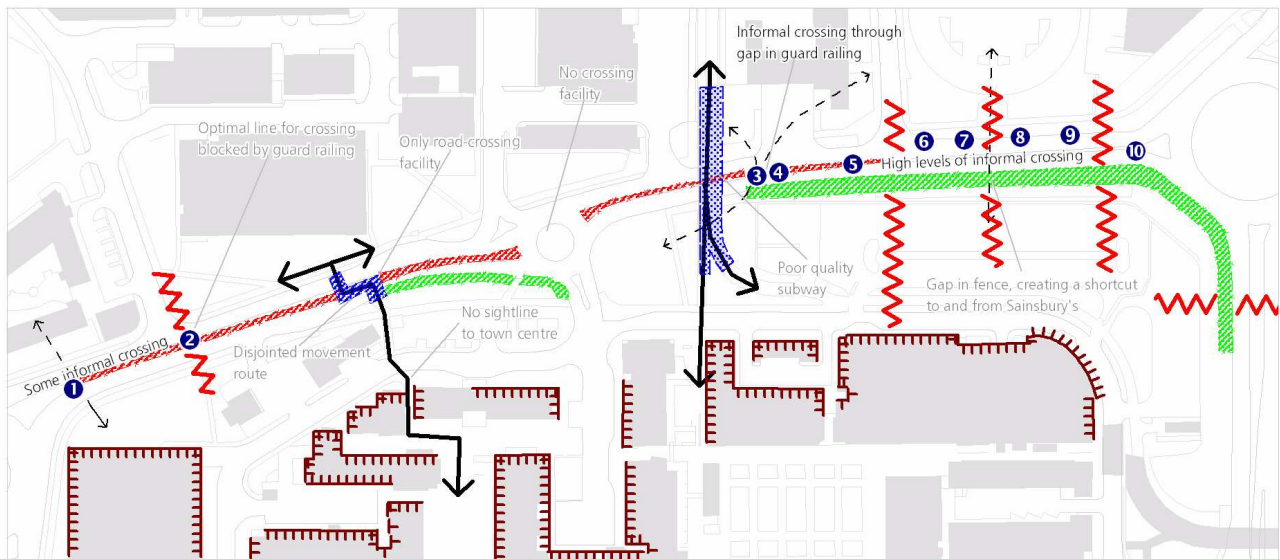 Informal crossing through
gap in guard railing
No crossing
facility
Optimal line for crossing
blocked by guard railing
Only road-crossing
facility
6
7
8
9
10
3
4
5
High levels of informal crossing
Poor quality
subway
Gap in fence, creating a shortcut
to and from Sainsbury's
No sightline
to town centre
2
Disjointed movement
route
Some informal crossing
1